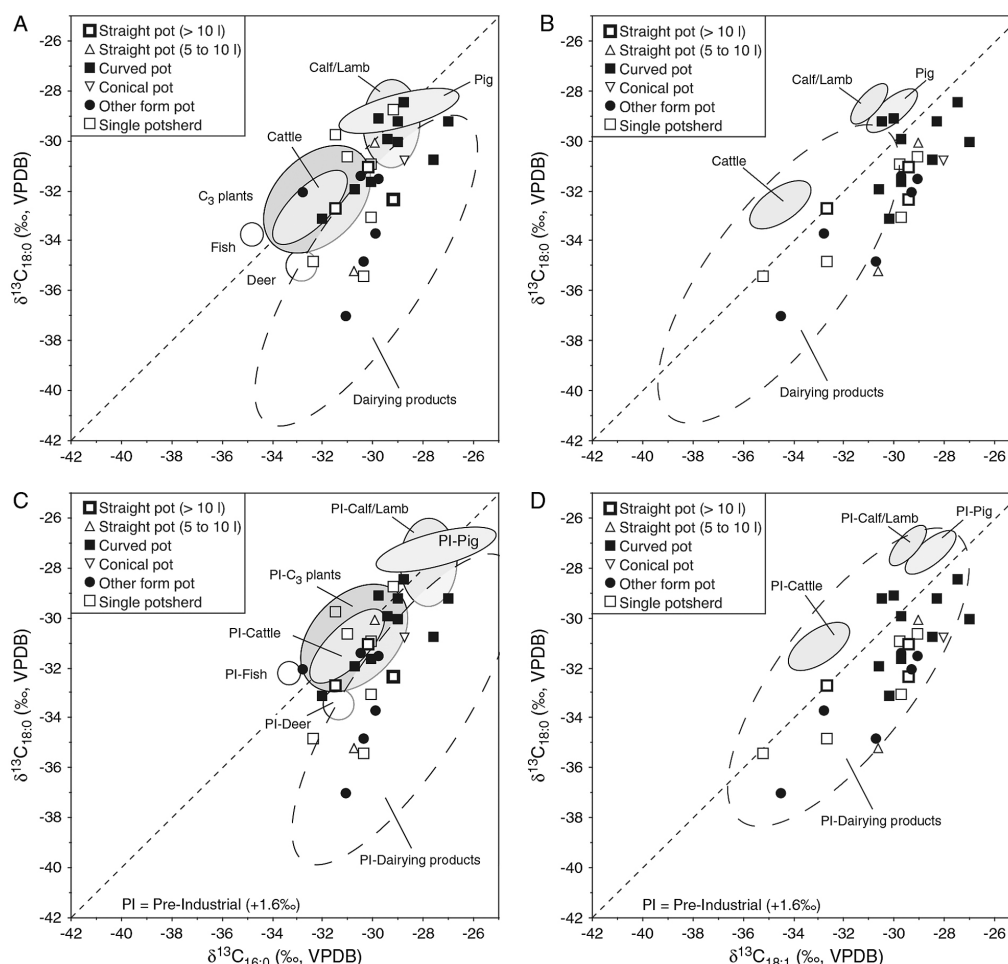 A
Straight pot (> 10 l)
Straight pot (5 to 10 l)
Curved pot
Conical pot
Other form pot
Single potsherd
Calf/Lamb
Pig
Cattle
C3 plants
Fish
Deer
Dairying products
-26
-28
-30
-32
-34
-36
-38
-40
-42
δ13C18:0 (‰, VPDB)
-42 -40 -38 -36 -34 -32 -30 -28 -26
B
Straight pot (> 10 l)
Straight pot (5 to 10 l)
Curved pot
Conical pot
Other form pot
Single potsherd
Calf/Lamb
Pig
Cattle
Dairying products
-26
-28
-30
-32
-34
-36
-38
-40
-42
δ13C18:0 (‰, VPDB)
-42 -40 -38 -36 -34 -32 -30 -28 -26
C
Straight pot (> 10 l)
Straight pot (5 to 10 l)
Curved pot
Conical pot
Other form pot
Single potsherd
PI-Calf/Lamb
PI-Pig
PI-C3 plants
PI-Cattle
PI-Fish
PI-Deer
PI-Dairying products
PI = Pre-Industrial (+1.6‰)
-26
-28
-30
-32
-34
-36
-38
-40
-42
δ13C18:0 (‰, VPDB)
-42 -40 -38 -36 -34 -32 -30 -28 -26
δ13C16:0 (‰, VPDB)
D
Straight pot (> 10 l)
Straight pot (5 to 10 l)
Curved pot
Conical pot
Other form pot
Single potsherd
PI-Calf/Lamb
PI-Pig
PI-Cattle
PI-Dairying products
PI = Pre-Industrial (+1.6‰)
-26
-28
-30
-32
-34
-36
-38
-40
-42
δ13C18:0 (‰, VPDB)
-42 -40 -38 -36 -34 -32 -30 -28 -26
δ13C18:1 (‰, VPDB)